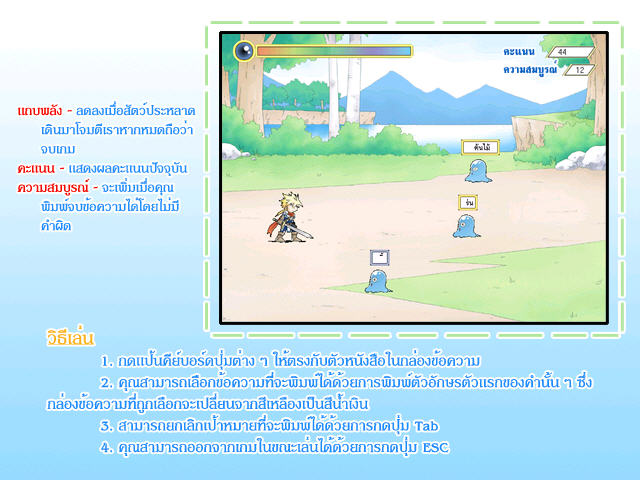 คะแนน 44
ความสมบูรณ์ 12
แถบพลัง - ลดลงเมื่อสัตว์ประหลาด
เดินมาโจมตีเราหากหมดถือว่า
จบเกม
คะแนน - แสดงผลคะแนนปัจจุบัน
ความสมบูรณ์ - จะเพิ่มเมื่อคุณ
พิมพ์จบข้อความได้โดยไม่มี
คำผิด
ต้นไม้
วิธีเล่น
1. กดแป้นคีย์บอร์ดปุ่มต่าง ๆ ให้ตรงกับตัวหนังสือในกล่องข้อความ
2. คุณสามารถเลือกข้อความที่จะพิมพ์ได้ด้วยการพิมพ์ตัวอักษรตัวแรกของคำนั้น ๆ ซึ่ง
กล่องข้อความที่ถูกเลือกจะเปลี่ยนจากสีเหลืองเป็นสีน้ำเงิน
3. สามารถยกเลิกเป้าหมายที่จะพิมพ์ได้ด้วยการกดปุ่ม Tab
4. คุณสามารถออกจากเกมในขณะเล่นได้ด้วยการกดปุ่ม ESC